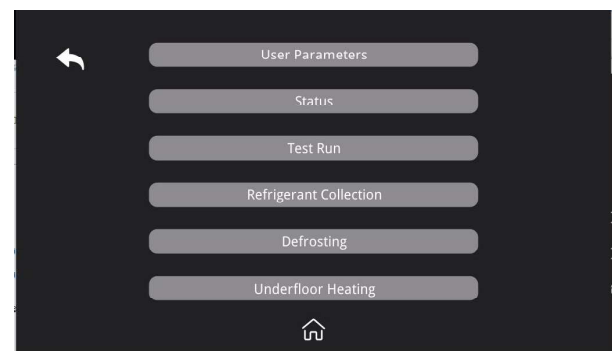 User Parameters
Status
Test Run
Refrigerant Collection
Defrosting
Underfloor Heating